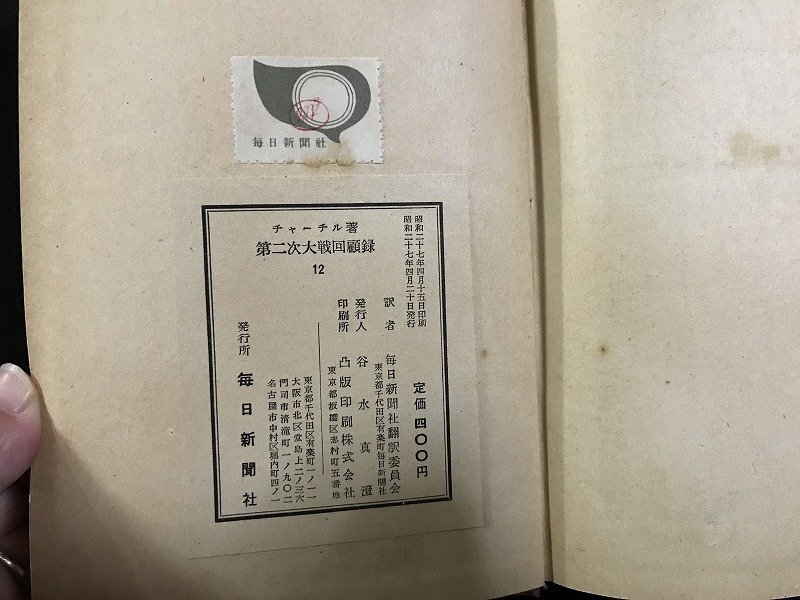 毎日新聞社
チャーチル著
第二次大戦回顧録
12
昭和二十七年四月十五日印刷
昭和二十七年四月二十日発行
定価四〇〇円
訳者 毎日新聞社翻訳委員会
東京都千代田区有楽町毎日新聞社
発行人 谷水真澄
印刷所 凸版印刷株式会社
東京都板橋区志村町五番地
発行所 毎日新聞社
東京都千代田区有楽町一ノ一一
大阪市北区堂島上二ノ三六
門司市清滝町一ノ九〇二
名古屋市中村区堀内町四ノ一